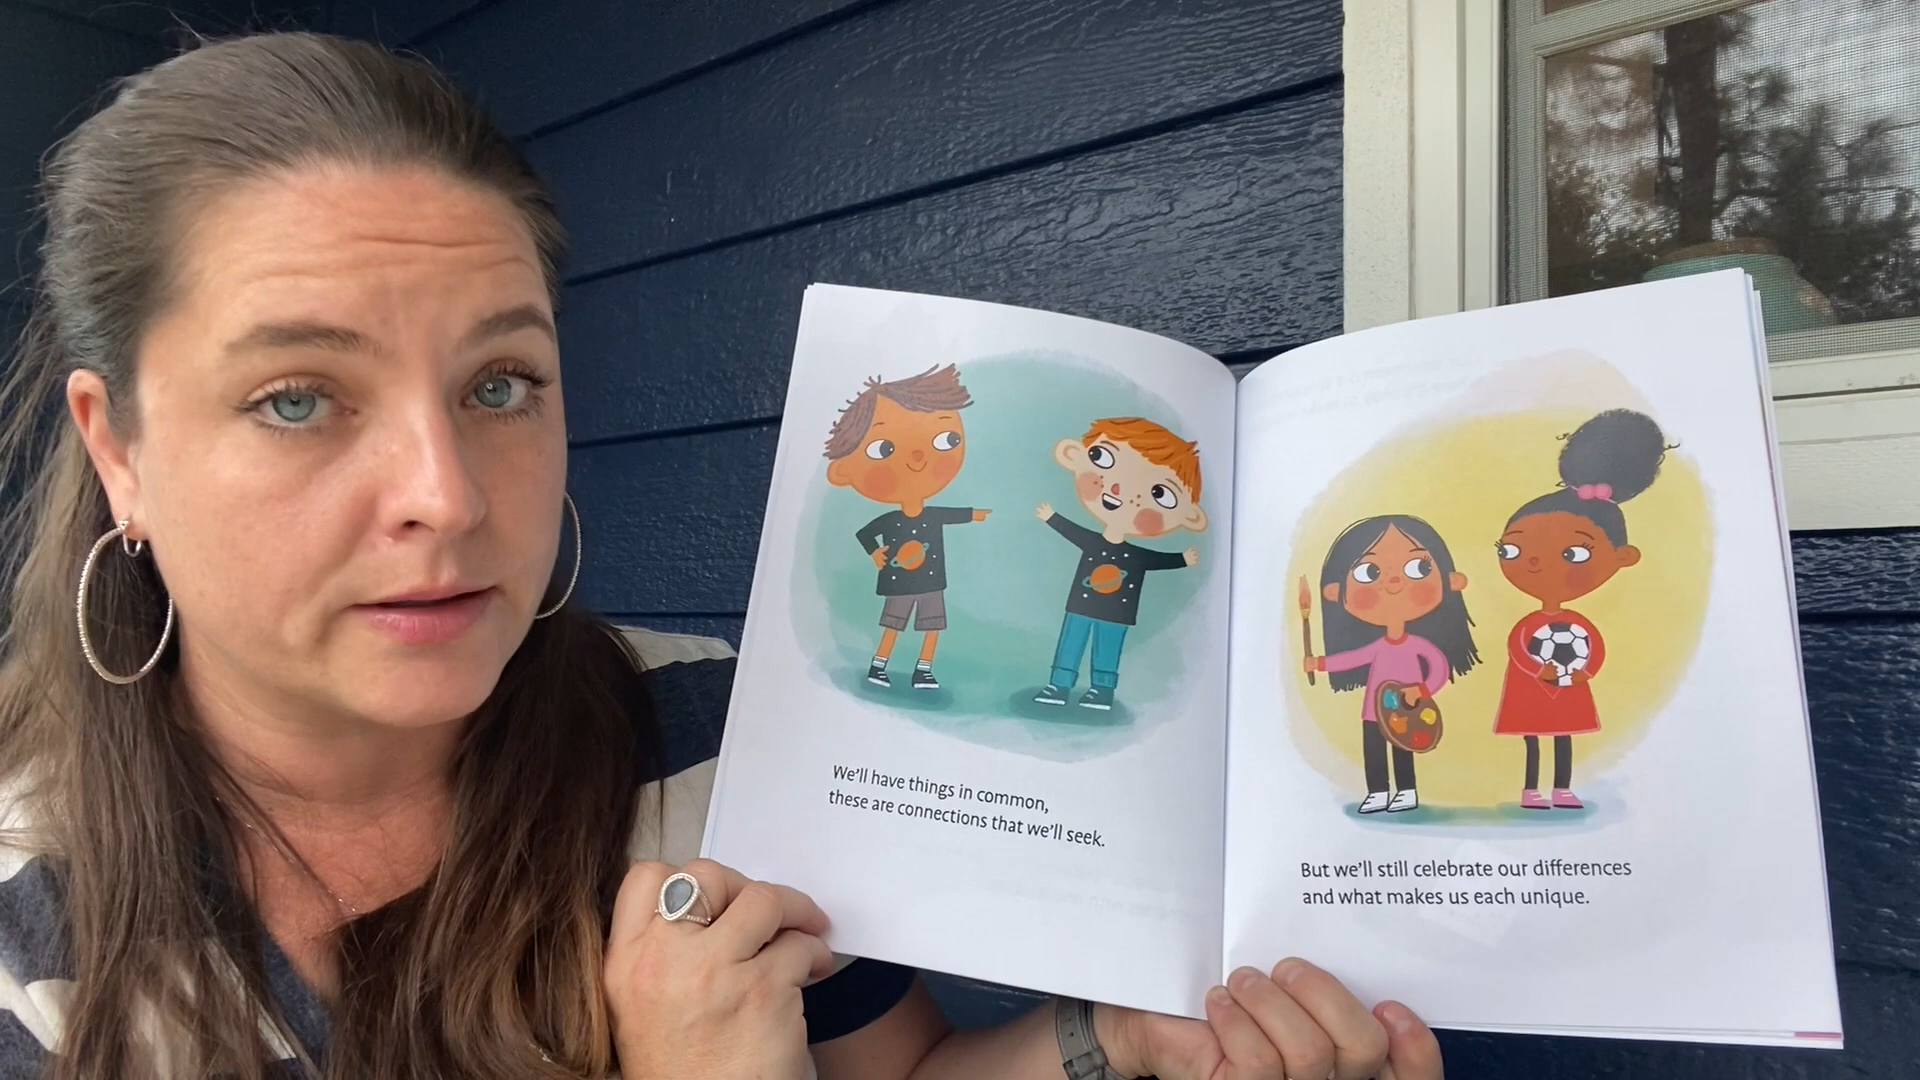 We'll have things in common,
these are connections that we'll seek.
But we'll still celebrate our differences
and what makes us each unique.